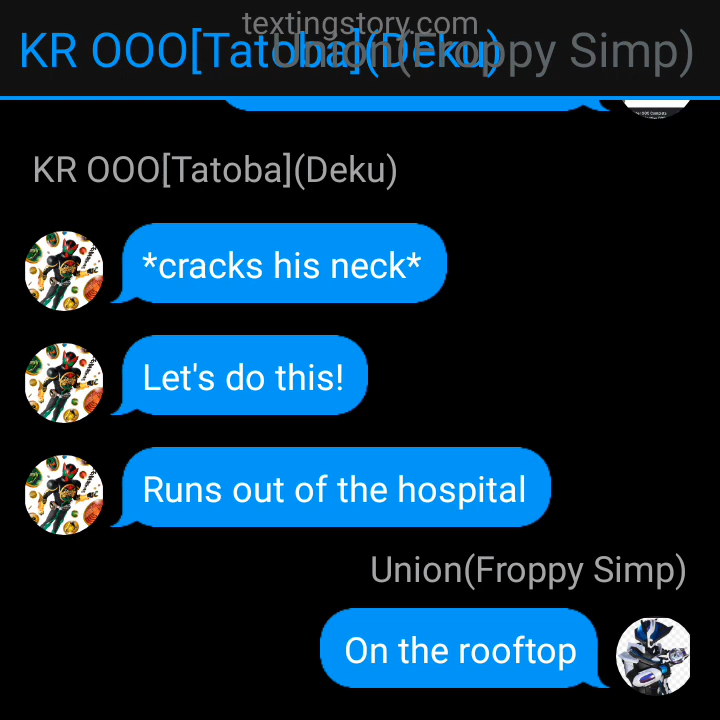 textingstory.com
KR OOO[Tatoba](Deku)
Union(Froppy Simp)
KR OOO[Tatoba](Deku)
*cracks his neck*
Let's do this!
Runs out of the hospital
Union(Froppy Simp)
On the rooftop